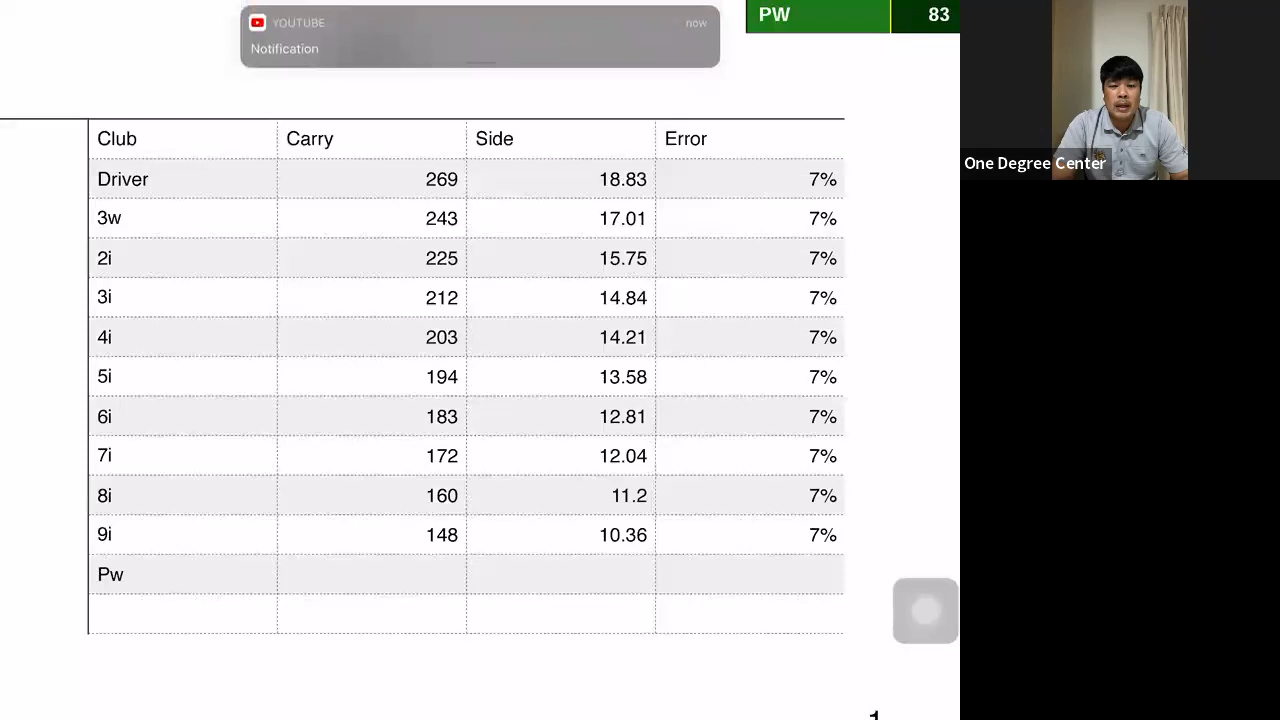 YOUTUBE now
Notification
PW 83
One Degree Center
Club Carry Side Error
Driver 269 18.83 7%
3w 243 17.01 7%
2i 225 15.75 7%
3i 212 14.84 7%
4i 203 14.21 7%
5i 194 13.58 7%
6i 183 12.81 7%
7i 172 12.04 7%
8i 160 11.2 7%
9i 148 10.36 7%
Pw
1